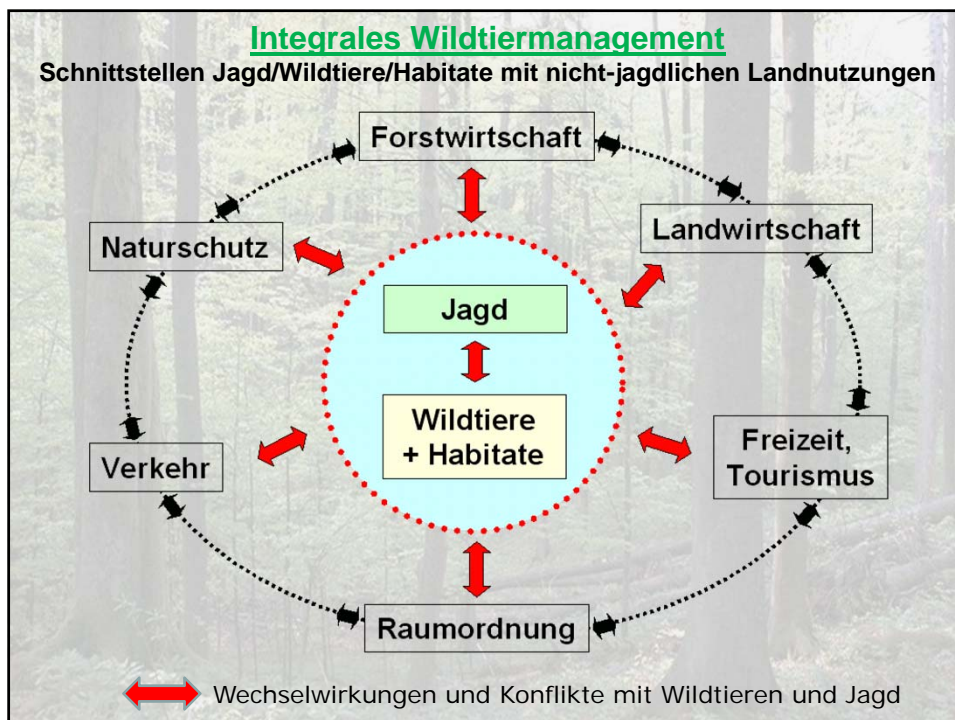 Integrales Wildtiermanagement
Schnittstellen Jagd/Wildtiere/Habitate mit nicht-jagdlichen Landnutzungen
Forstwirtschaft
Naturschutz
Landwirtschaft
Jagd
Wildtiere
+ Habitate
Verkehr
Freizeit,
Tourismus
Raumordnung
Wechselwirkungen und Konflikte mit Wildtieren und Jagd